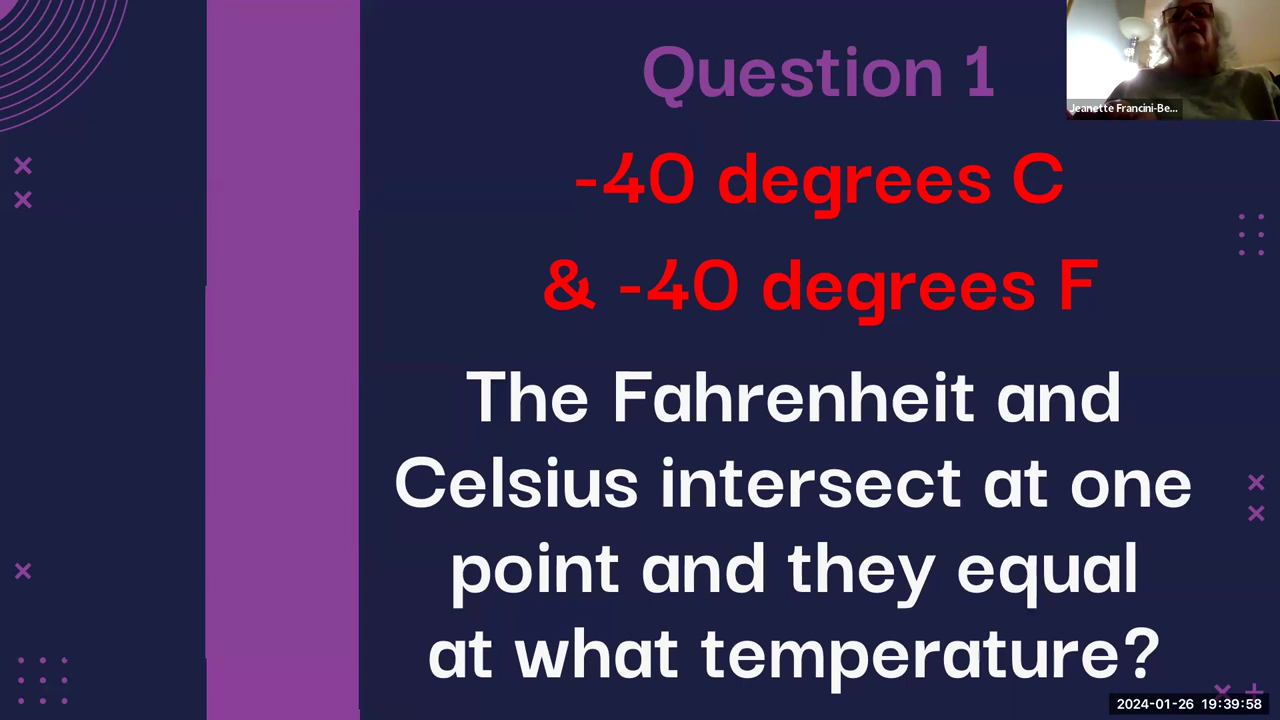 Question 1
Jeanette Francini-Be...
-40 degrees C
& -40 degrees F
The Fahrenheit and
Celsius intersect at one
point and they equal
at what temperature?
2024-01-26 19:39:58